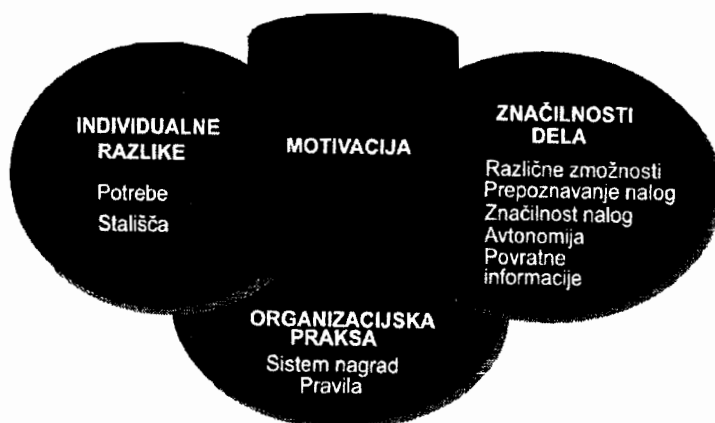 INDIVIDUALNE
RAZLIKE
Potrebe
Stališča
MOTIVACIJA
ZNAČILNOSTI
DELA
Različne zmožnosti
Prepoznavanje nalog
Značilnost nalog
Avtonomija
Povratne
informacije
ORGANIZACIJSKA
PRAKSA
Sistem nagrad
Pravila